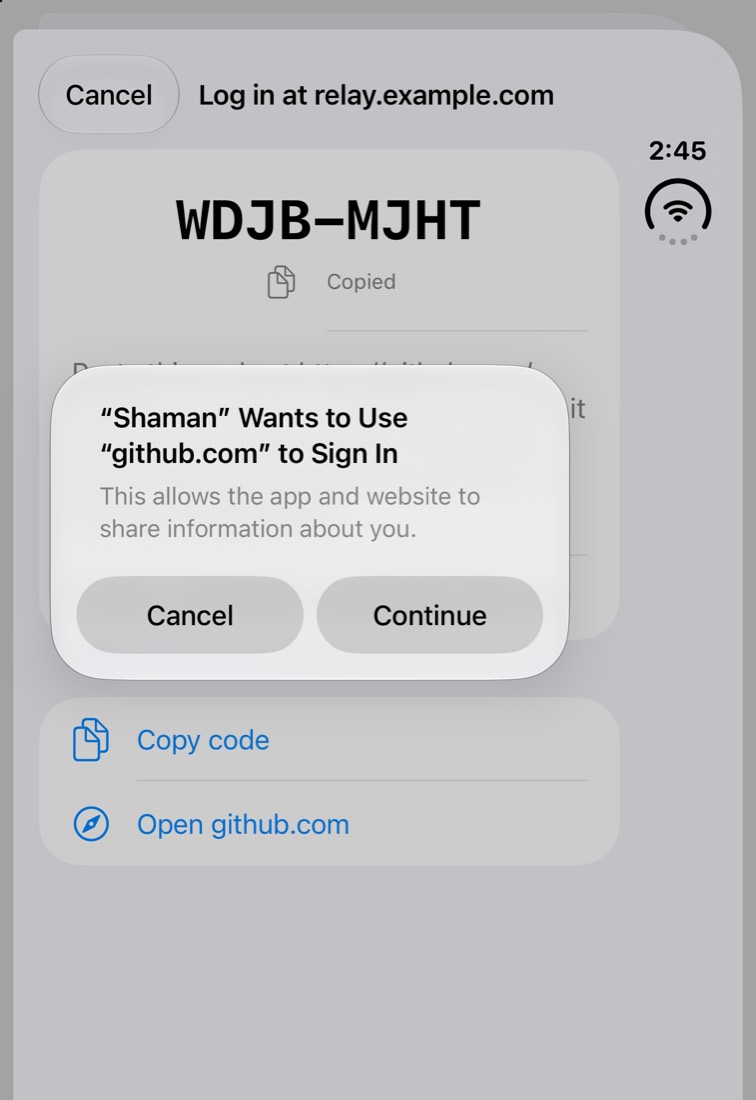 Cancel
Log in at relay.example.com
2:45
WDJB–MJHT
Copied
it
“Shaman” Wants to Use
“github.com” to Sign In
This allows the app and website to
share information about you.
Cancel
Continue
Copy code
Open github.com